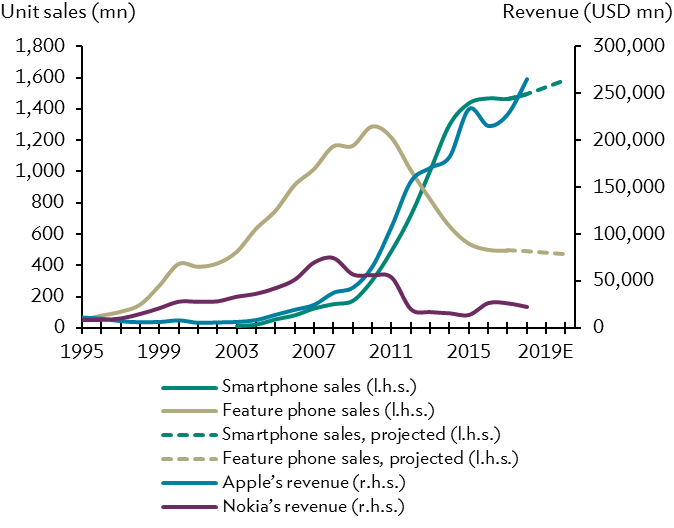 Unit sales (mn) Revenue (USD mn)
1,800 300,000
1,600 250,000
1,400
1,200 200,000
1,000 150,000
800
600 100,000
400 50,000
200
0 0
1995 1999 2003 2007 2011 2015 2019E
Smartphone sales (l.h.s.)
Feature phone sales (l.h.s.)
Smartphone sales, projected (l.h.s.)
Feature phone sales, projected (l.h.s.)
Apple's revenue (r.h.s.)
Nokia's revenue (r.h.s.)